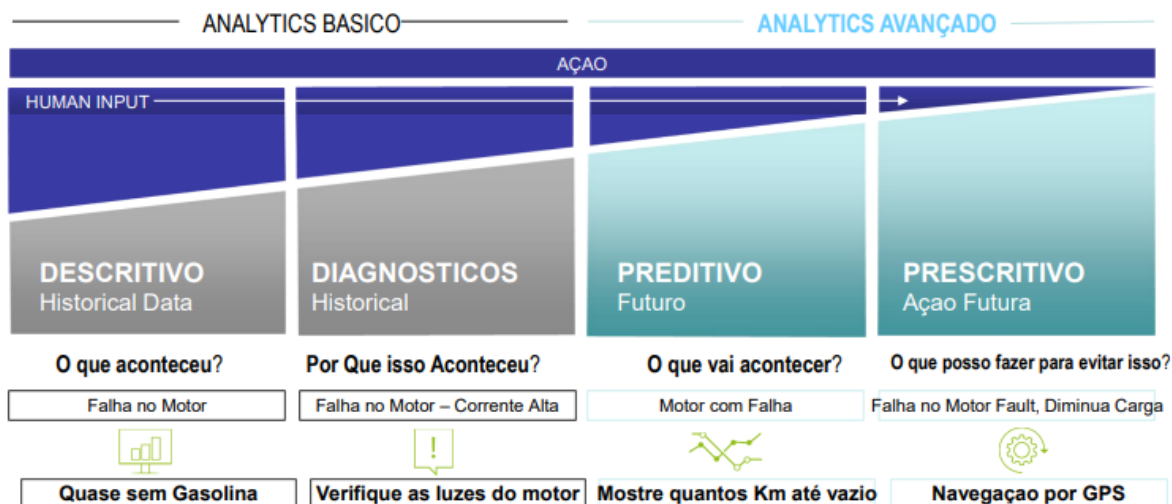 ANALYTICS BASICO
ANALYTICS AVANÇADO
AÇAO
HUMAN INPUT
DESCRITIVO
Historical Data
DIAGNOSTICOS
Historical
PREDITIVO
Futuro
PRESCRITIVO
Açao Futura
O que aconteceu?
Por Que isso Aconteceu?
O que vai acontecer?
O que posso fazer para evitar isso?
Falha no Motor
Falha no Motor – Corrente Alta
Motor com Falha
Falha no Motor Fault, Diminua Carga
Quase sem Gasolina
Verifique as luzes do motor
Mostre quantos Km até vazio
Navegaçao por GPS